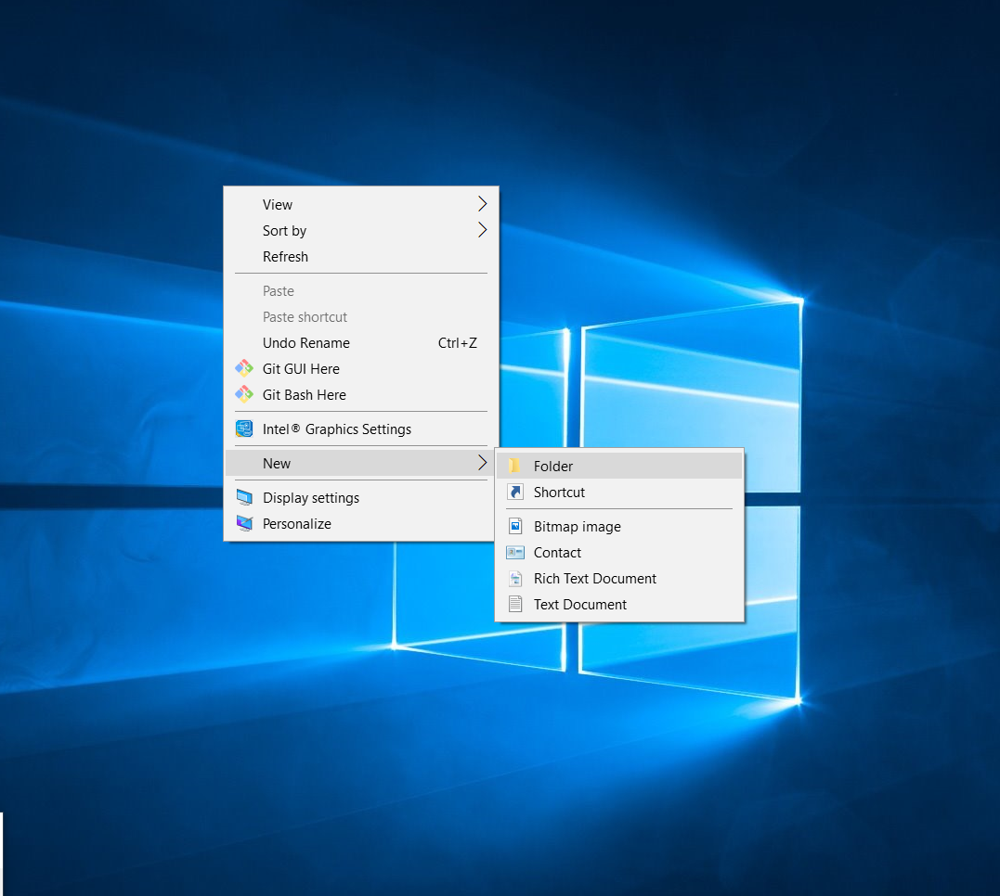 View
Sort by
Refresh
Paste
Paste shortcut
Undo Rename Ctrl+Z
Git GUI Here
Git Bash Here
Intel® Graphics Settings
New
Display settings
Personalize
Folder
Shortcut
Bitmap image
Contact
Rich Text Document
Text Document